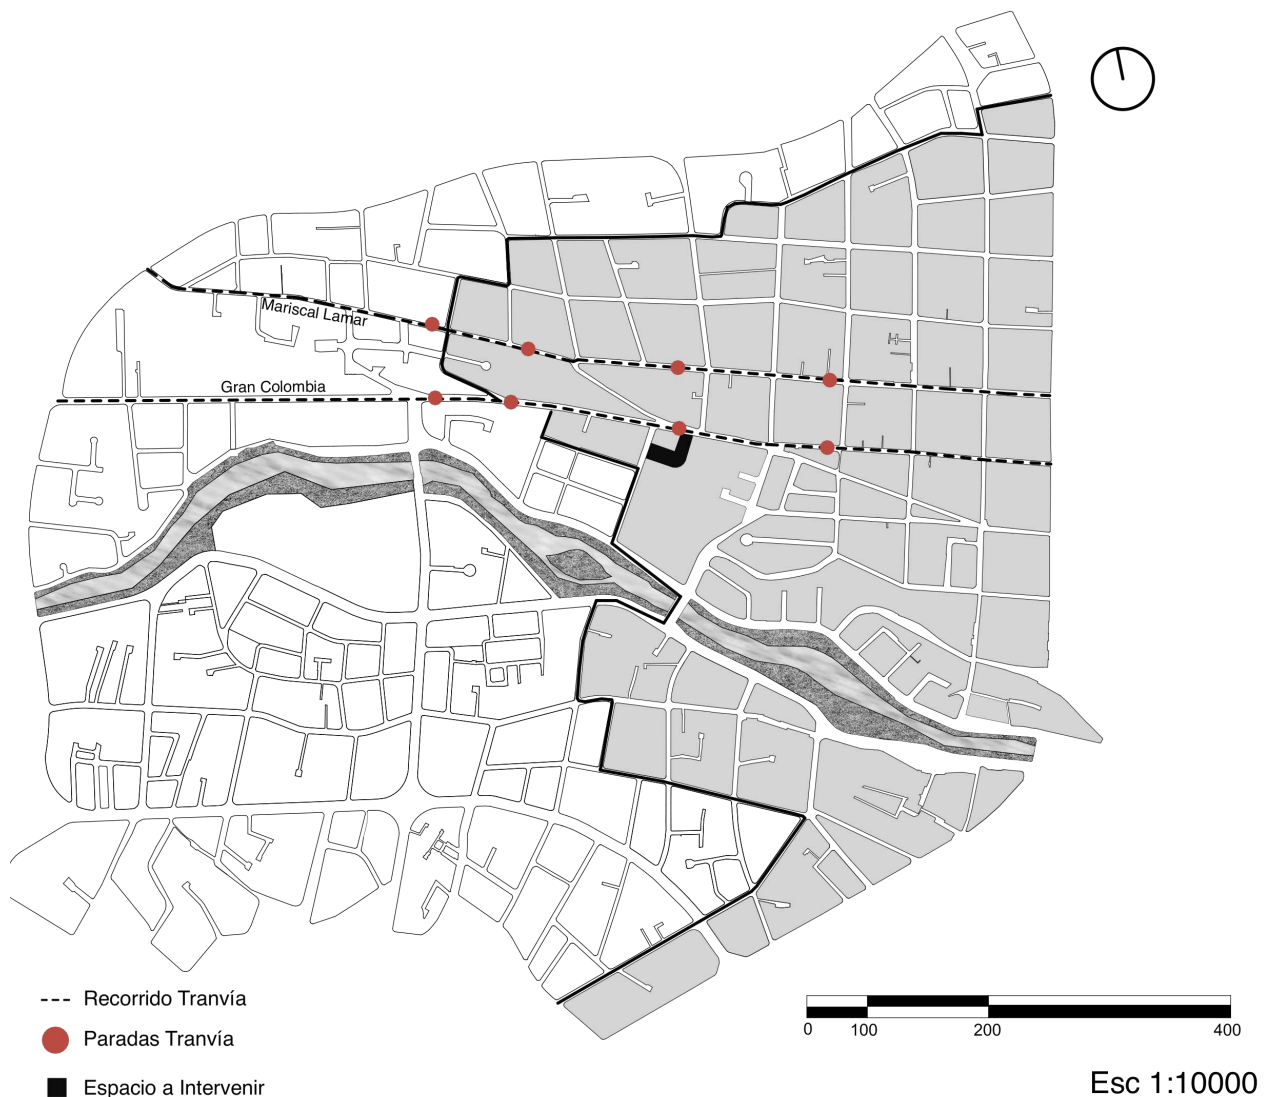 Mariscal Lamar
Gran Colombia
Recorrido Tranvía
Paradas Tranvía
Espacio a Intervenir
0 100 200 400
Esc 1:10000